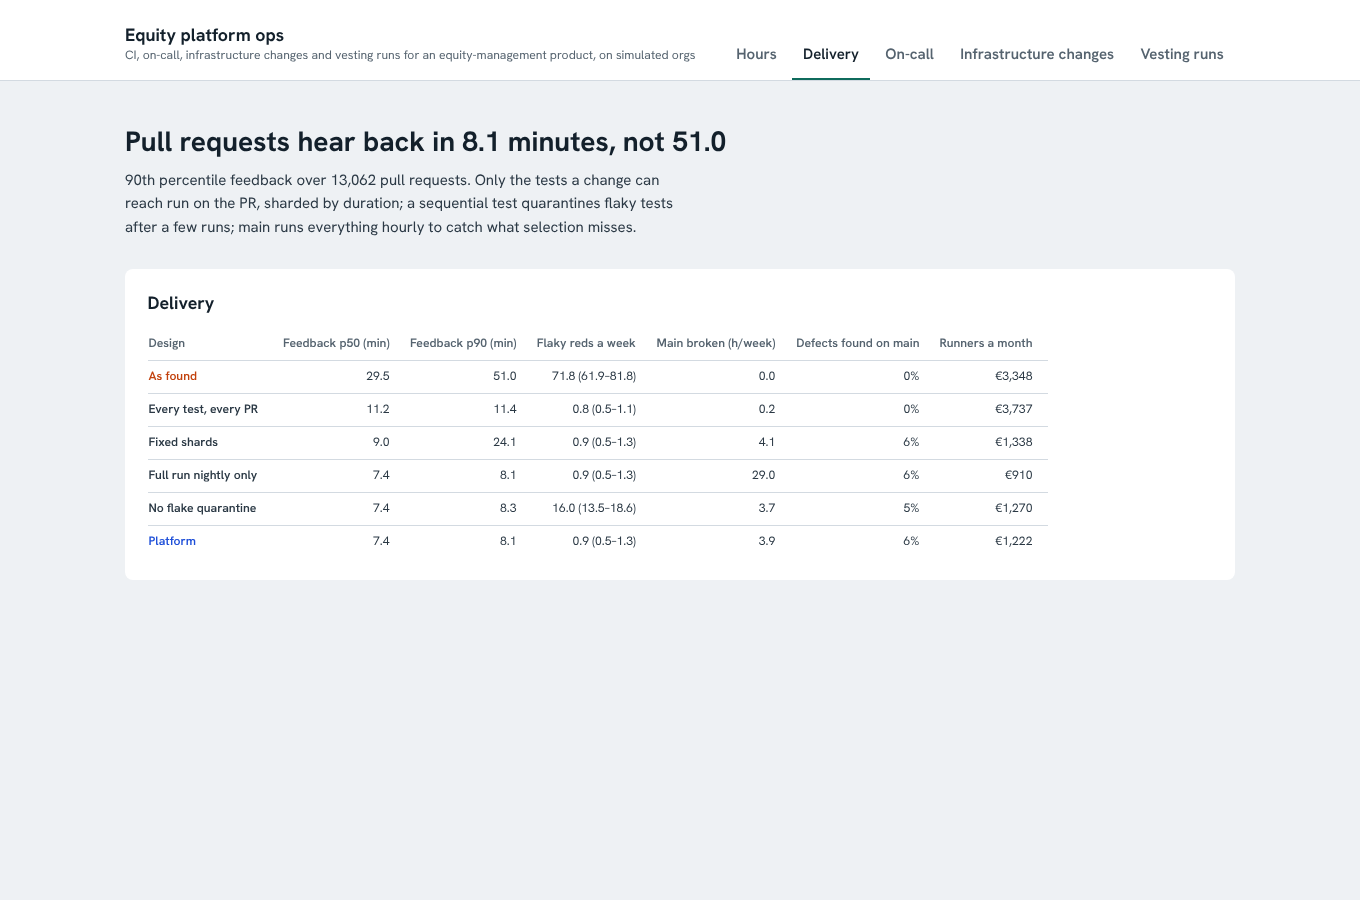 Equity platform ops
CI, on-call, infrastructure changes and vesting runs for an equity-management product, on simulated orgs
Hours Delivery On-call Infrastructure changes Vesting runs
Pull requests hear back in 8.1 minutes, not 51.0
90th percentile feedback over 13,062 pull requests. Only the tests a change can
reach run on the PR, sharded by duration; a sequential test quarantines flaky tests
after a few runs; main runs everything hourly to catch what selection misses.
Delivery
Design Feedback p50 (min) Feedback p90 (min) Flaky reds a week Main broken (h/week) Defects found on main Runners a month
As found 29.5 51.0 71.8 (61.9–81.8) 0.0 0% €3,348
Every test, every PR 11.2 11.4 0.8 (0.5–1.1) 0.2 0% €3,737
Fixed shards 9.0 24.1 0.9 (0.5–1.3) 4.1 6% €1,338
Full run nightly only 7.4 8.1 0.9 (0.5–1.3) 29.0 6% €910
No flake quarantine 7.4 8.3 16.0 (13.5–18.6) 3.7 5% €1,270
Platform 7.4 8.1 0.9 (0.5–1.3) 3.9 6% €1,222